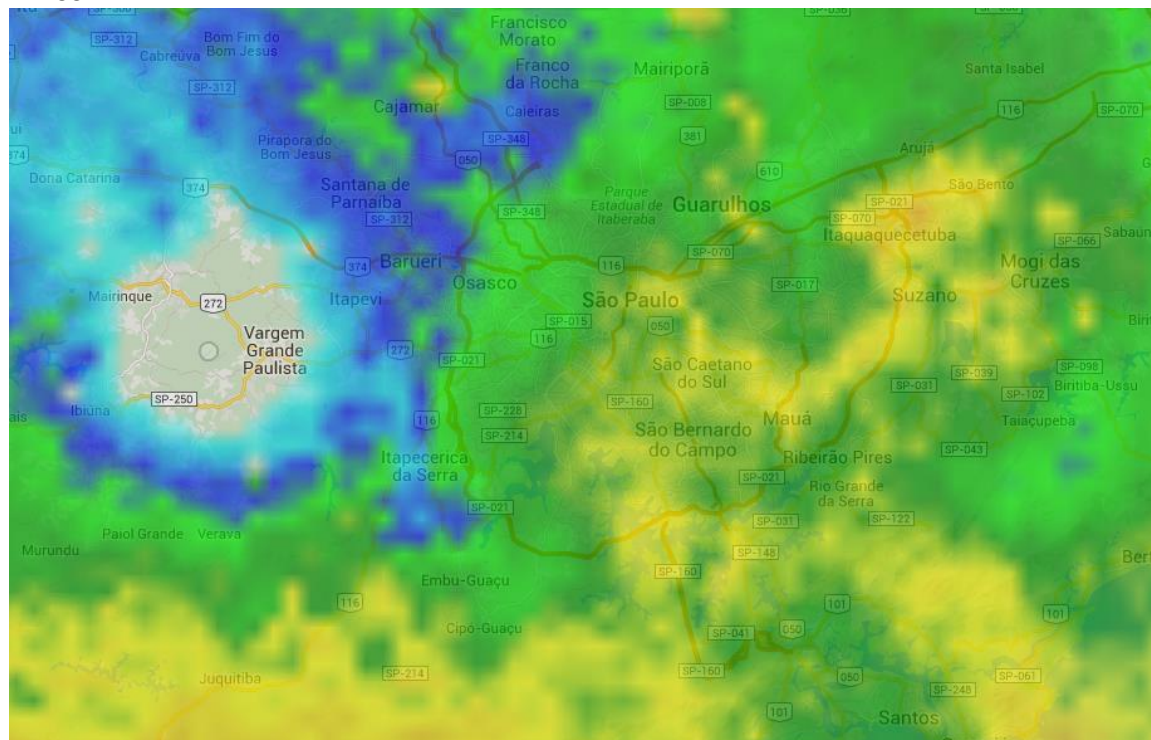 SP-300
SP-036
SP-312
Bom Fim do
Bom Jesus
Cabreúva
Francisco
Morato
Franco
da Rocha
Mairiporã
Santa Isabel
SP-312
Cajamar
Caieiras
SP-008
116
SP-070
Pirapora do
Bom Jesus
SP-348
381
374
050
Arujá
Dona Catarina
374
Santana de
Parnaíba
610
São Bento
SP-312
SP-348
Parque
Estadual de
Itaberaba
Guarulhos
SP-021
SP-070
Itaquaquecetuba
SP-066
Sabaún
SP-070
374
Barueri
116
Mogi das
Cruzes
Osasco
SP-017
Mairinque
272
Itapevi
São Paulo
Suzano
Vargem
Grande
Paulista
SP-015
050
116
272
SP-021
São Caetano
do Sul
SP-098
SP-039
SP-031
Biritiba-Ussu
SP-250
SP-160
SP-102
Ibiúna
116
SP-228
Mauá
Taiaçupeba
SP-214
São Bernardo
do Campo
SP-043
Itapecerica
da Serra
Ribeirão Pires
SP-021
Rio Grande
da Serra
SP-021
SP-031
SP-122
Paiol Grande
Verava
Murundu
SP-148
Embu-Guaçu
SP-160
116
101
101
Cipó-Guaçu
SP-041
050
SP-214
SP-160
050
SP-061
Juquitiba
SP-248
101
Santos